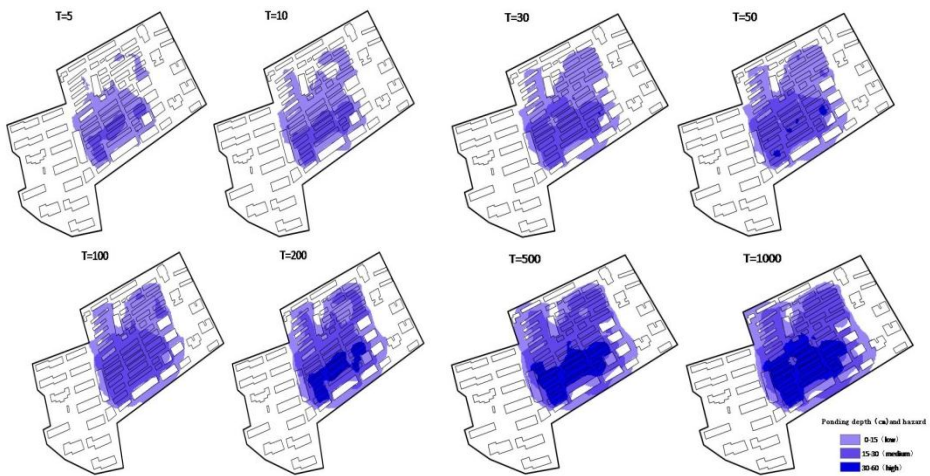 T=5
T=10
T=30
T=50
T=100
T=200
T=500
T=1000
Ponding depth (cm) and hazard
0-15 (low)
15-30 (medium)
30-60 (high)